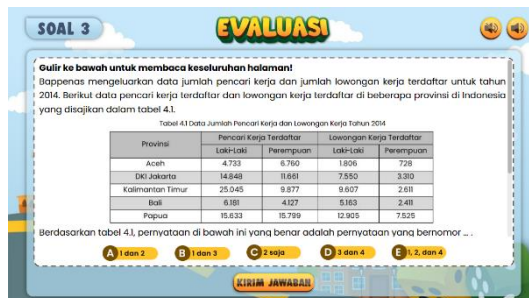 SOAL 3
EVALUASI
Gulir ke bawah untuk membaca keseluruhan halaman!
Bappenas mengeluarkan data jumlah pencari kerja dan jumlah lowongan kerja terdaftar untuk tahun
2014. Berikut data pencari kerja terdaftar dan lowongan kerja terdaftar di beberapa provinsi di Indonesia
yang disajikan dalam tabel 4.1.
Tabel 4.1 Data Jumlah Pencari Kerja dan Lowongan Kerja Tahun 2014
Provinsi Pencari Kerja Terdaftar Lowongan Kerja Terdaftar
Laki-Laki Perempuan Laki-Laki Perempuan
Aceh 4.733 6.760 1.806 728
DKI Jakarta 14.848 11.661 7.550 3.310
Kalimantan Timur 25.045 9.877 9.607 2.611
Bali 6.181 4.127 5.163 2.411
Papua 15.633 15.799 12.905 7.525
Berdasarkan tabel 4.1, pernyataan di bawah ini yang benar adalah pernyataan yang bernomor ... .
A 1 dan 2 B 1 dan 3 C 2 saja D 3 dan 4 E 1, 2, dan 4
KIRIM JAWABAN